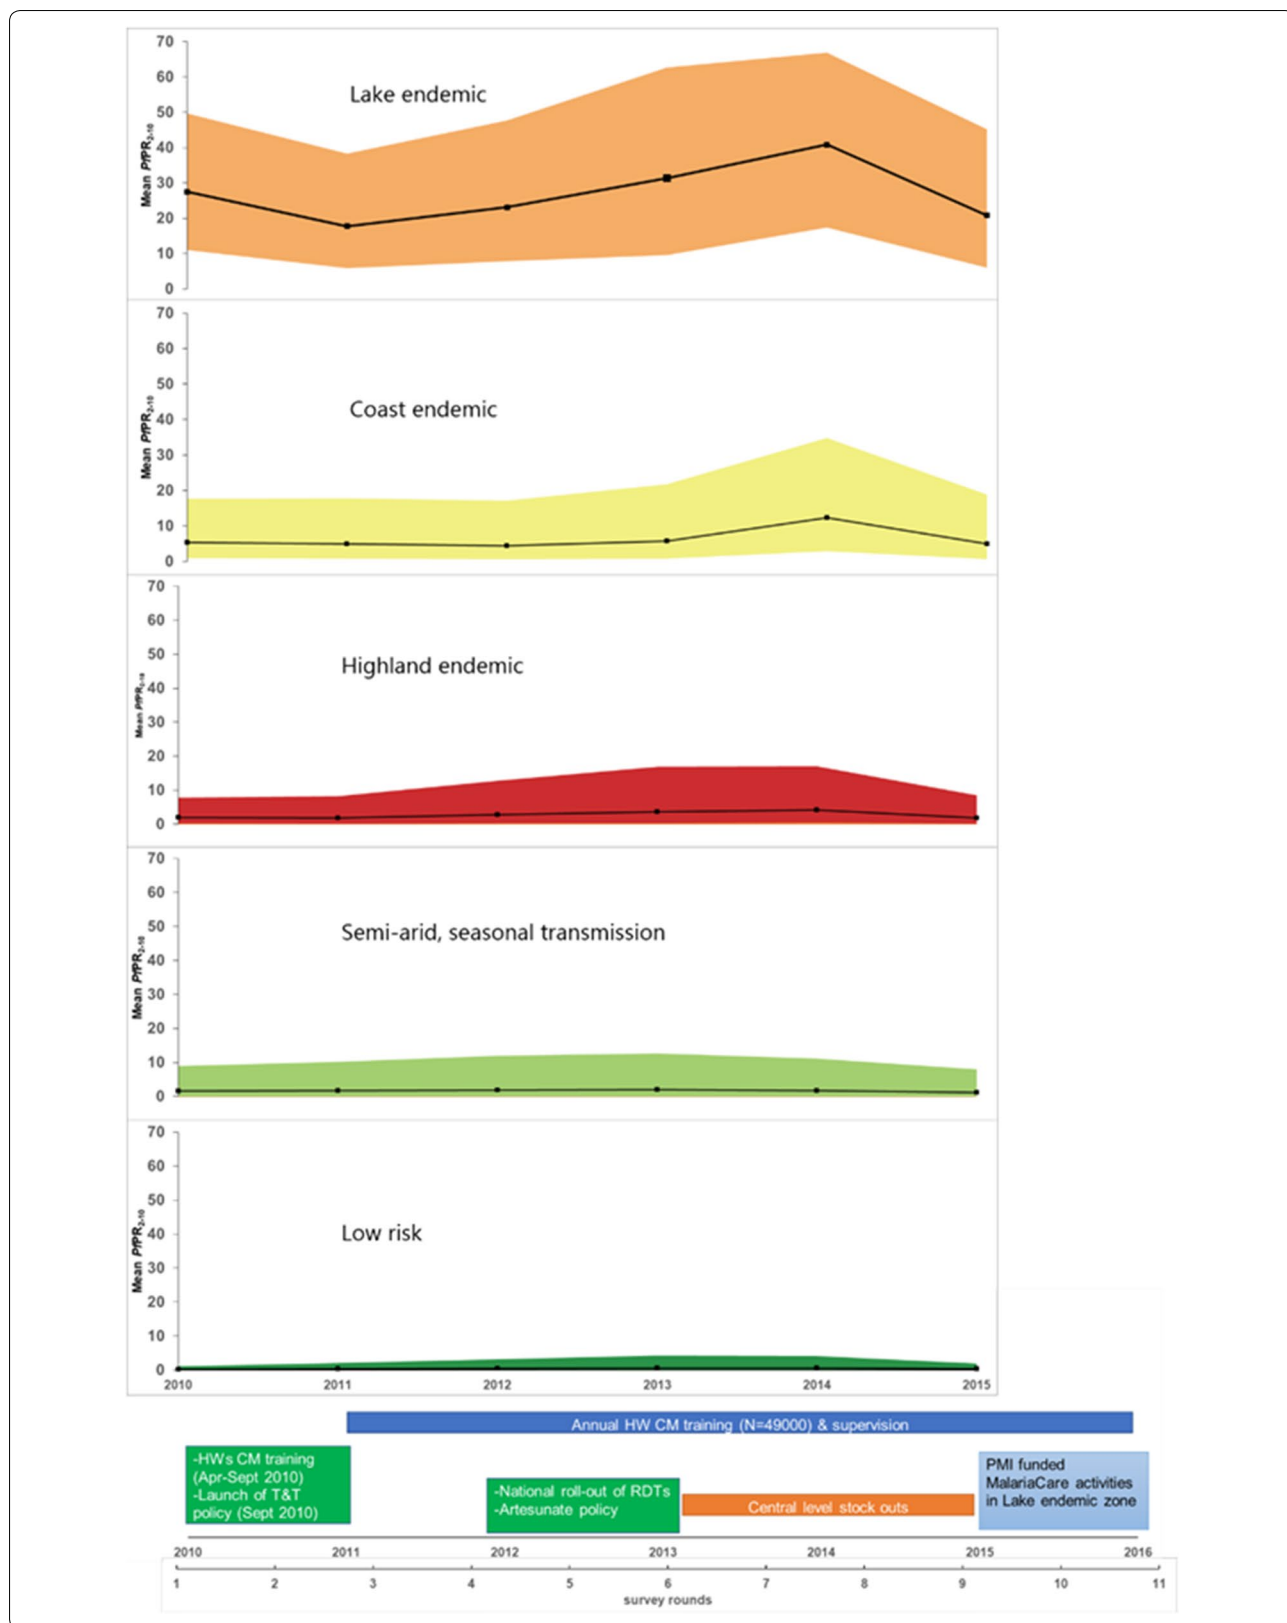 70
60
50
40
30
20
10
0
Mean PfPR2-10
Lake endemic
70
60
50
40
30
20
10
0
Mean PfPR2-10
Coast endemic
70
60
50
40
30
20
10
0
Mean PfPR2-10
Highland endemic
70
60
50
40
30
20
10
0
Mean PfPR2-10
Semi-arid, seasonal transmission
70
60
50
40
30
20
10
0
Mean PfPR2-10
Low risk
2010 2011 2012 2013 2014 2015
Annual HW CM training (N=49000) & supervision
-HWs CM training
(Apr-Sept 2010)
-Launch of T&T
policy (Sept 2010)
-National roll-out of RDTs
-Artesunate policy
Central level stock outs
PMI funded
MalariaCare activities
in Lake endemic zone
2010 2011 2012 2013 2014 2015 2016
1 2 3 4 5 6 7 8 9 10 11
survey rounds